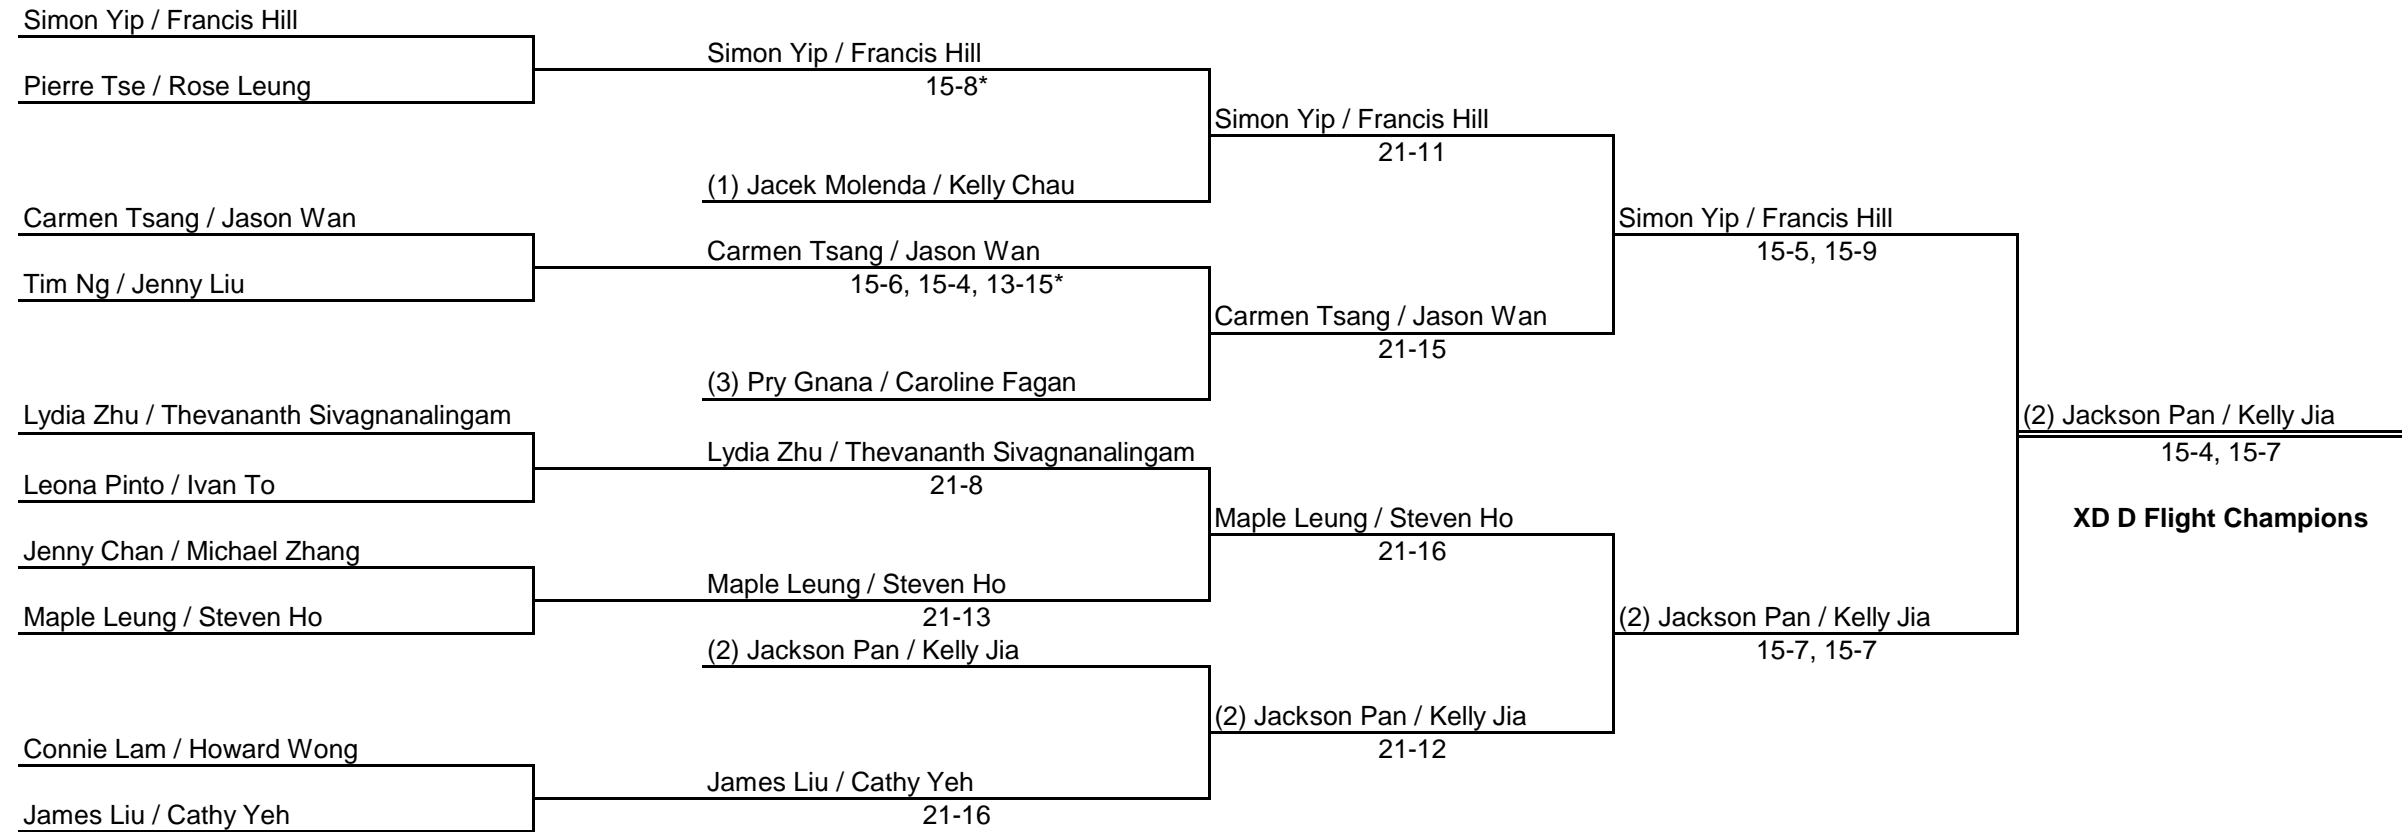 Simon Yip / Francis Hill
Simon Yip / Francis Hill
Pierre Tse / Rose Leung
15-8*
Simon Yip / Francis Hill
21-11
(1) Jacek Molenda / Kelly Chau
Carmen Tsang / Jason Wan
Simon Yip / Francis Hill
Carmen Tsang / Jason Wan
15-5, 15-9
Tim Ng / Jenny Liu
15-6, 15-4, 13-15*
Carmen Tsang / Jason Wan
21-15
(3) Pry Gnana / Caroline Fagan
Lydia Zhu / Thevananth Sivagnanalingam
(2) Jackson Pan / Kelly Jia
Lydia Zhu / Thevananth Sivagnanalingam
15-4, 15-7
Leona Pinto / Ivan To
21-8
Maple Leung / Steven Ho
XD D Flight Champions
Jenny Chan / Michael Zhang
21-16
Maple Leung / Steven Ho
Maple Leung / Steven Ho
21-13
(2) Jackson Pan / Kelly Jia
(2) Jackson Pan / Kelly Jia
15-7, 15-7
(2) Jackson Pan / Kelly Jia
Connie Lam / Howard Wong
21-12
James Liu / Cathy Yeh
James Liu / Cathy Yeh
21-16